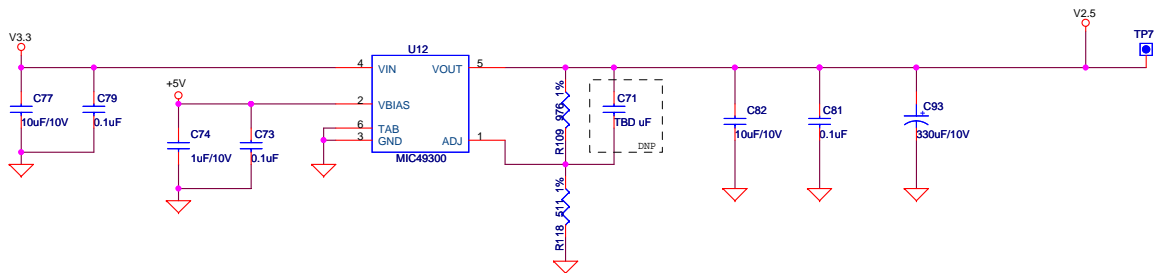 V3.3
V2.5
TP7
U12
4
VIN
VOUT
5
+5V
C77
10uF/10V
C79
0.1uF
2
VBIAS
C74
1uF/10V
C73
0.1uF
6
TAB
3
GND
ADJ
1
MIC49300
R109 976 1%
C71
TBD uF
DNP
C82
10uF/10V
C81
0.1uF
C93
+
330uF/10V
R118 511 1%